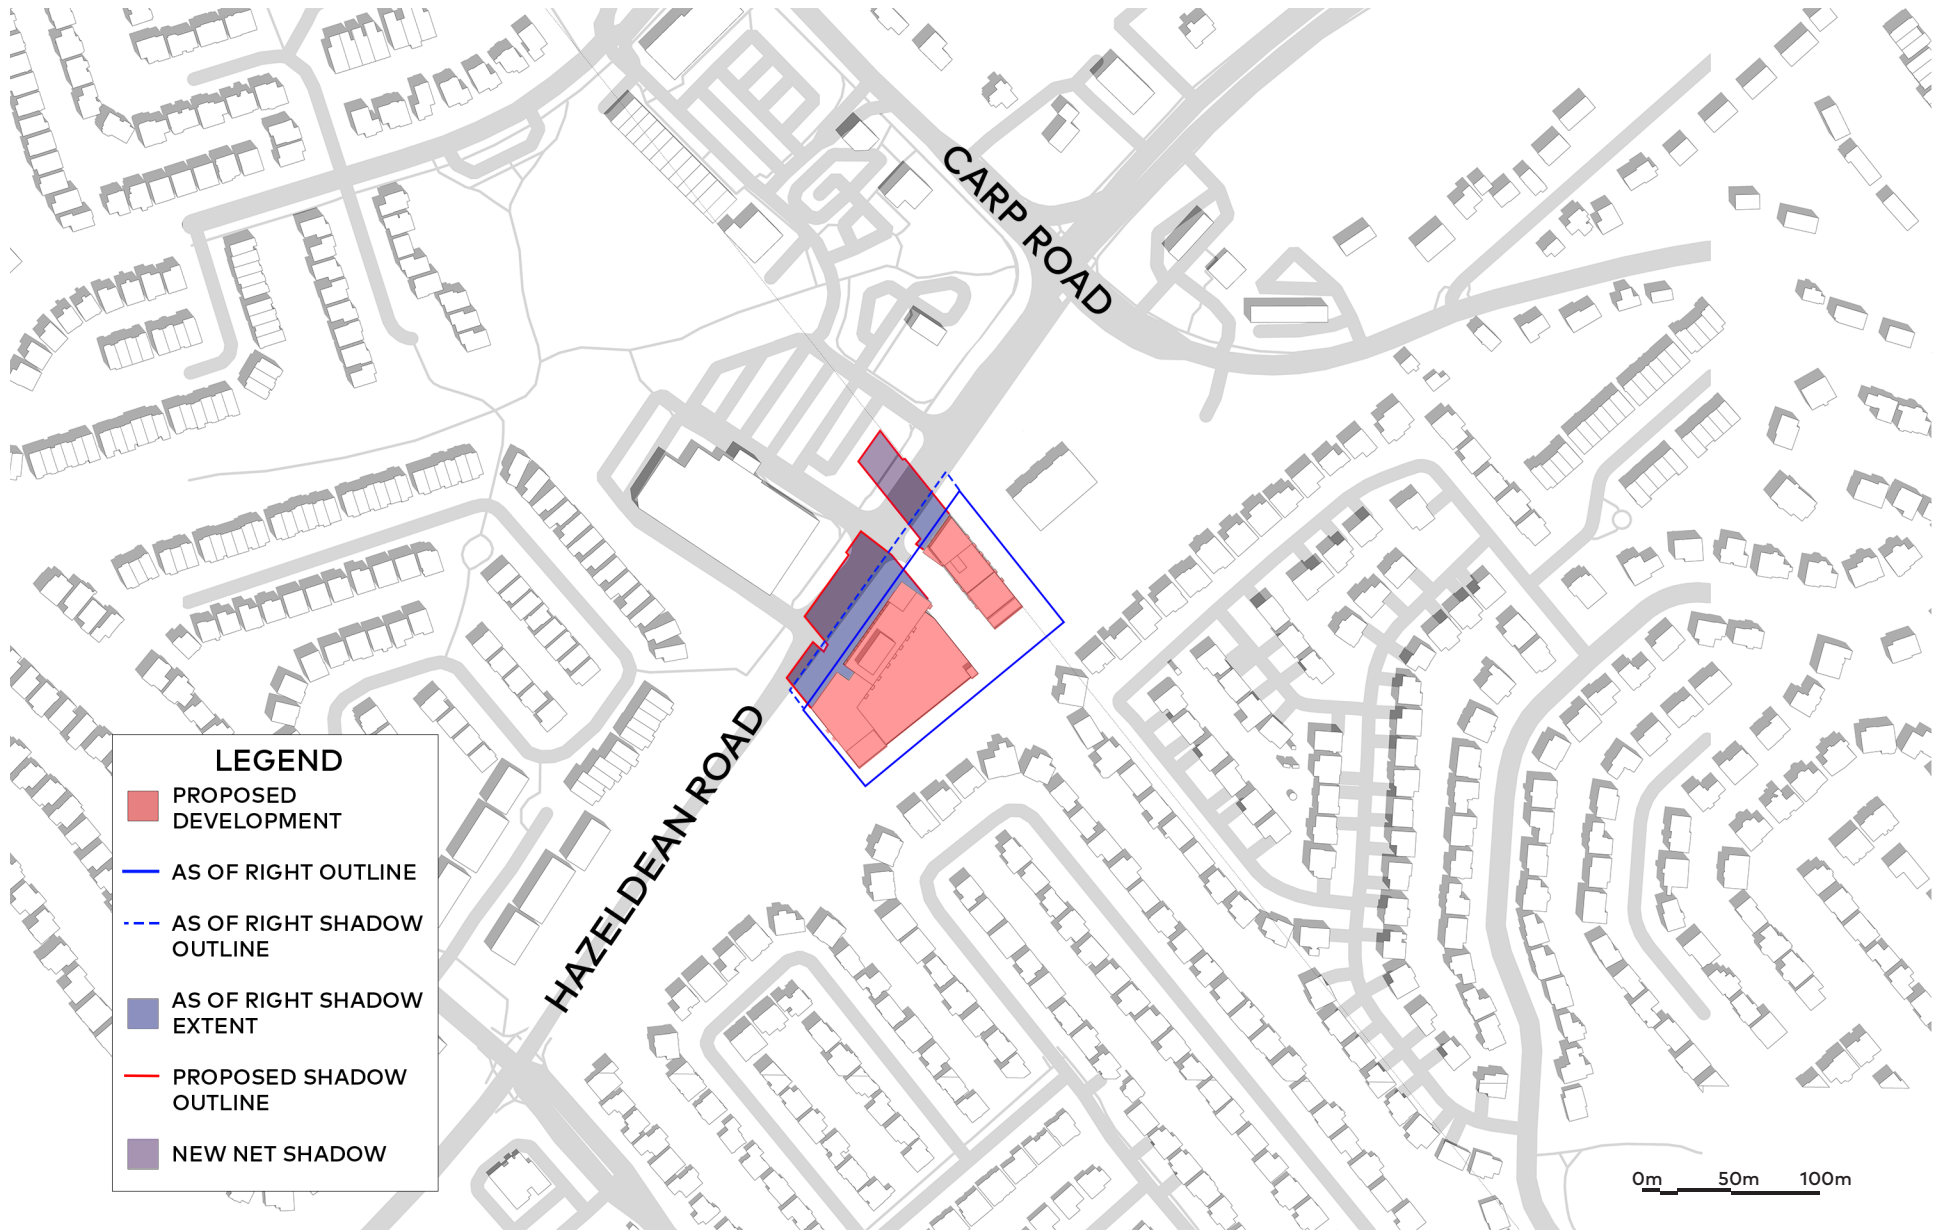 CARP ROAD
HAZELDEAN ROAD
LEGEND
PROPOSED
DEVELOPMENT
AS OF RIGHT OUTLINE
AS OF RIGHT SHADOW
OUTLINE
AS OF RIGHT SHADOW
EXTENT
PROPOSED SHADOW
OUTLINE
NEW NET SHADOW
0m 50m 100m